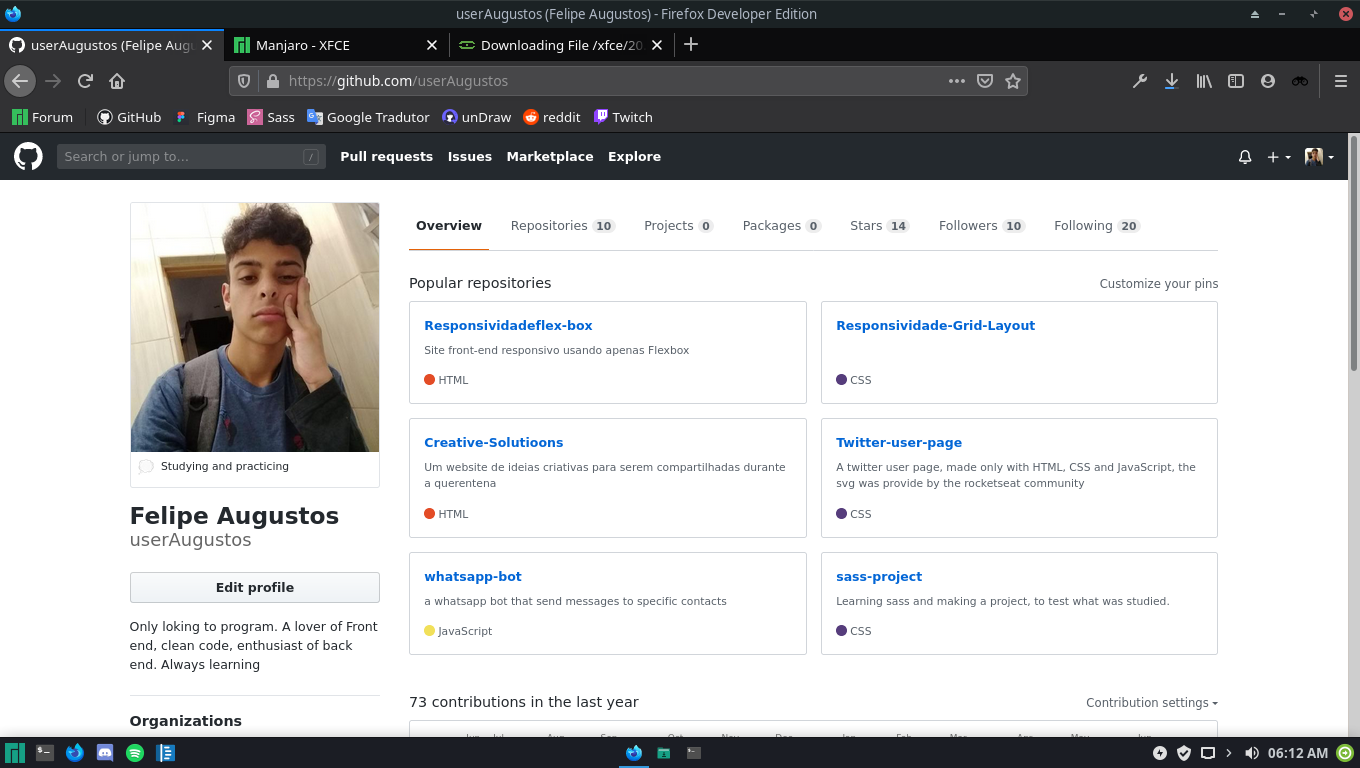 userAugustos (Felipe Augustos) - Firefox Developer Edition
userAugustos (Felipe Augu
Manjaro - XFCE
Downloading File /xfce/20
https://github.com/userAugustos
Forum
GitHub
Figma
Sass
Google Tradutor
unDraw
reddit
Twitch
Search or jump to...
/
Pull requests
Issues
Marketplace
Explore
Overview
Repositories 10
Projects 0
Packages 0
Stars 14
Followers 10
Following 20
Popular repositories
Customize your pins
Responsividadeflex-box
Site front-end responsivo usando apenas Flexbox
HTML
Responsividade-Grid-Layout
CSS
Creative-Solutioons
Um website de ideias criativas para serem compartilhadas durante
a querentena
HTML
Twitter-user-page
A twitter user page, made only with HTML, CSS and JavaScript, the
svg was provide by the rocketseat community
CSS
whatsapp-bot
a whatsapp bot that send messages to specific contacts
JavaScript
sass-project
Learning sass and making a project, to test what was studied.
CSS
Studying and practicing
Felipe Augustos
userAugustos
Edit profile
Only loking to program. A lover of Front
end, clean code, enthusiast of back
end. Always learning
Organizations
73 contributions in the last year
Contribution settings
06:12 AM